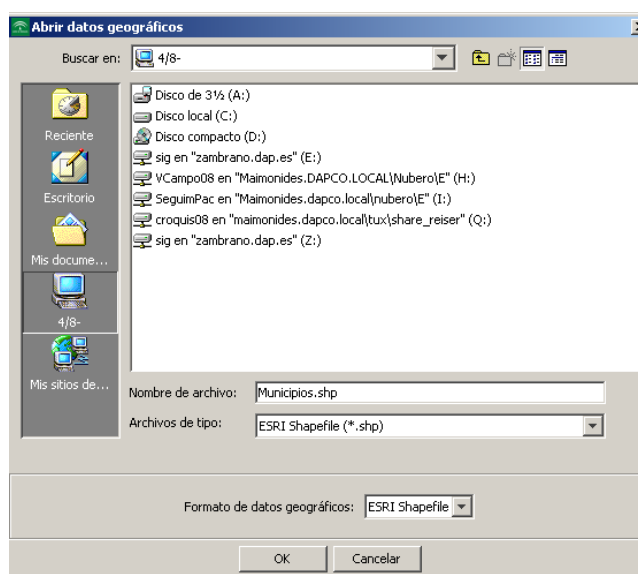 Abrir datos geográficos
Buscar en:
4/8-
Reciente
Escritorio
Mis docume...
4/8-
Mis sitios de...
Disco de 3½ (A:)
Disco local (C:)
Disco compacto (D:)
sig en "zambrano.dap.es" (E:)
VCampo08 en "Maimonides.DAPCO.LOCAL\Nubero\E" (H:)
SeguimPac en "Maimonides.dapco.local\nubero\E" (I:)
croquis08 en "maimonides.dapco.local\tux\share_reiser" (Q:)
sig en "zambrano.dap.es" (Z:)
Nombre de archivo:
Municipios.shp
Archivos de tipo:
ESRI Shapefile (*.shp)
Formato de datos geográficos:
ESRI Shapefile
OK
Cancelar